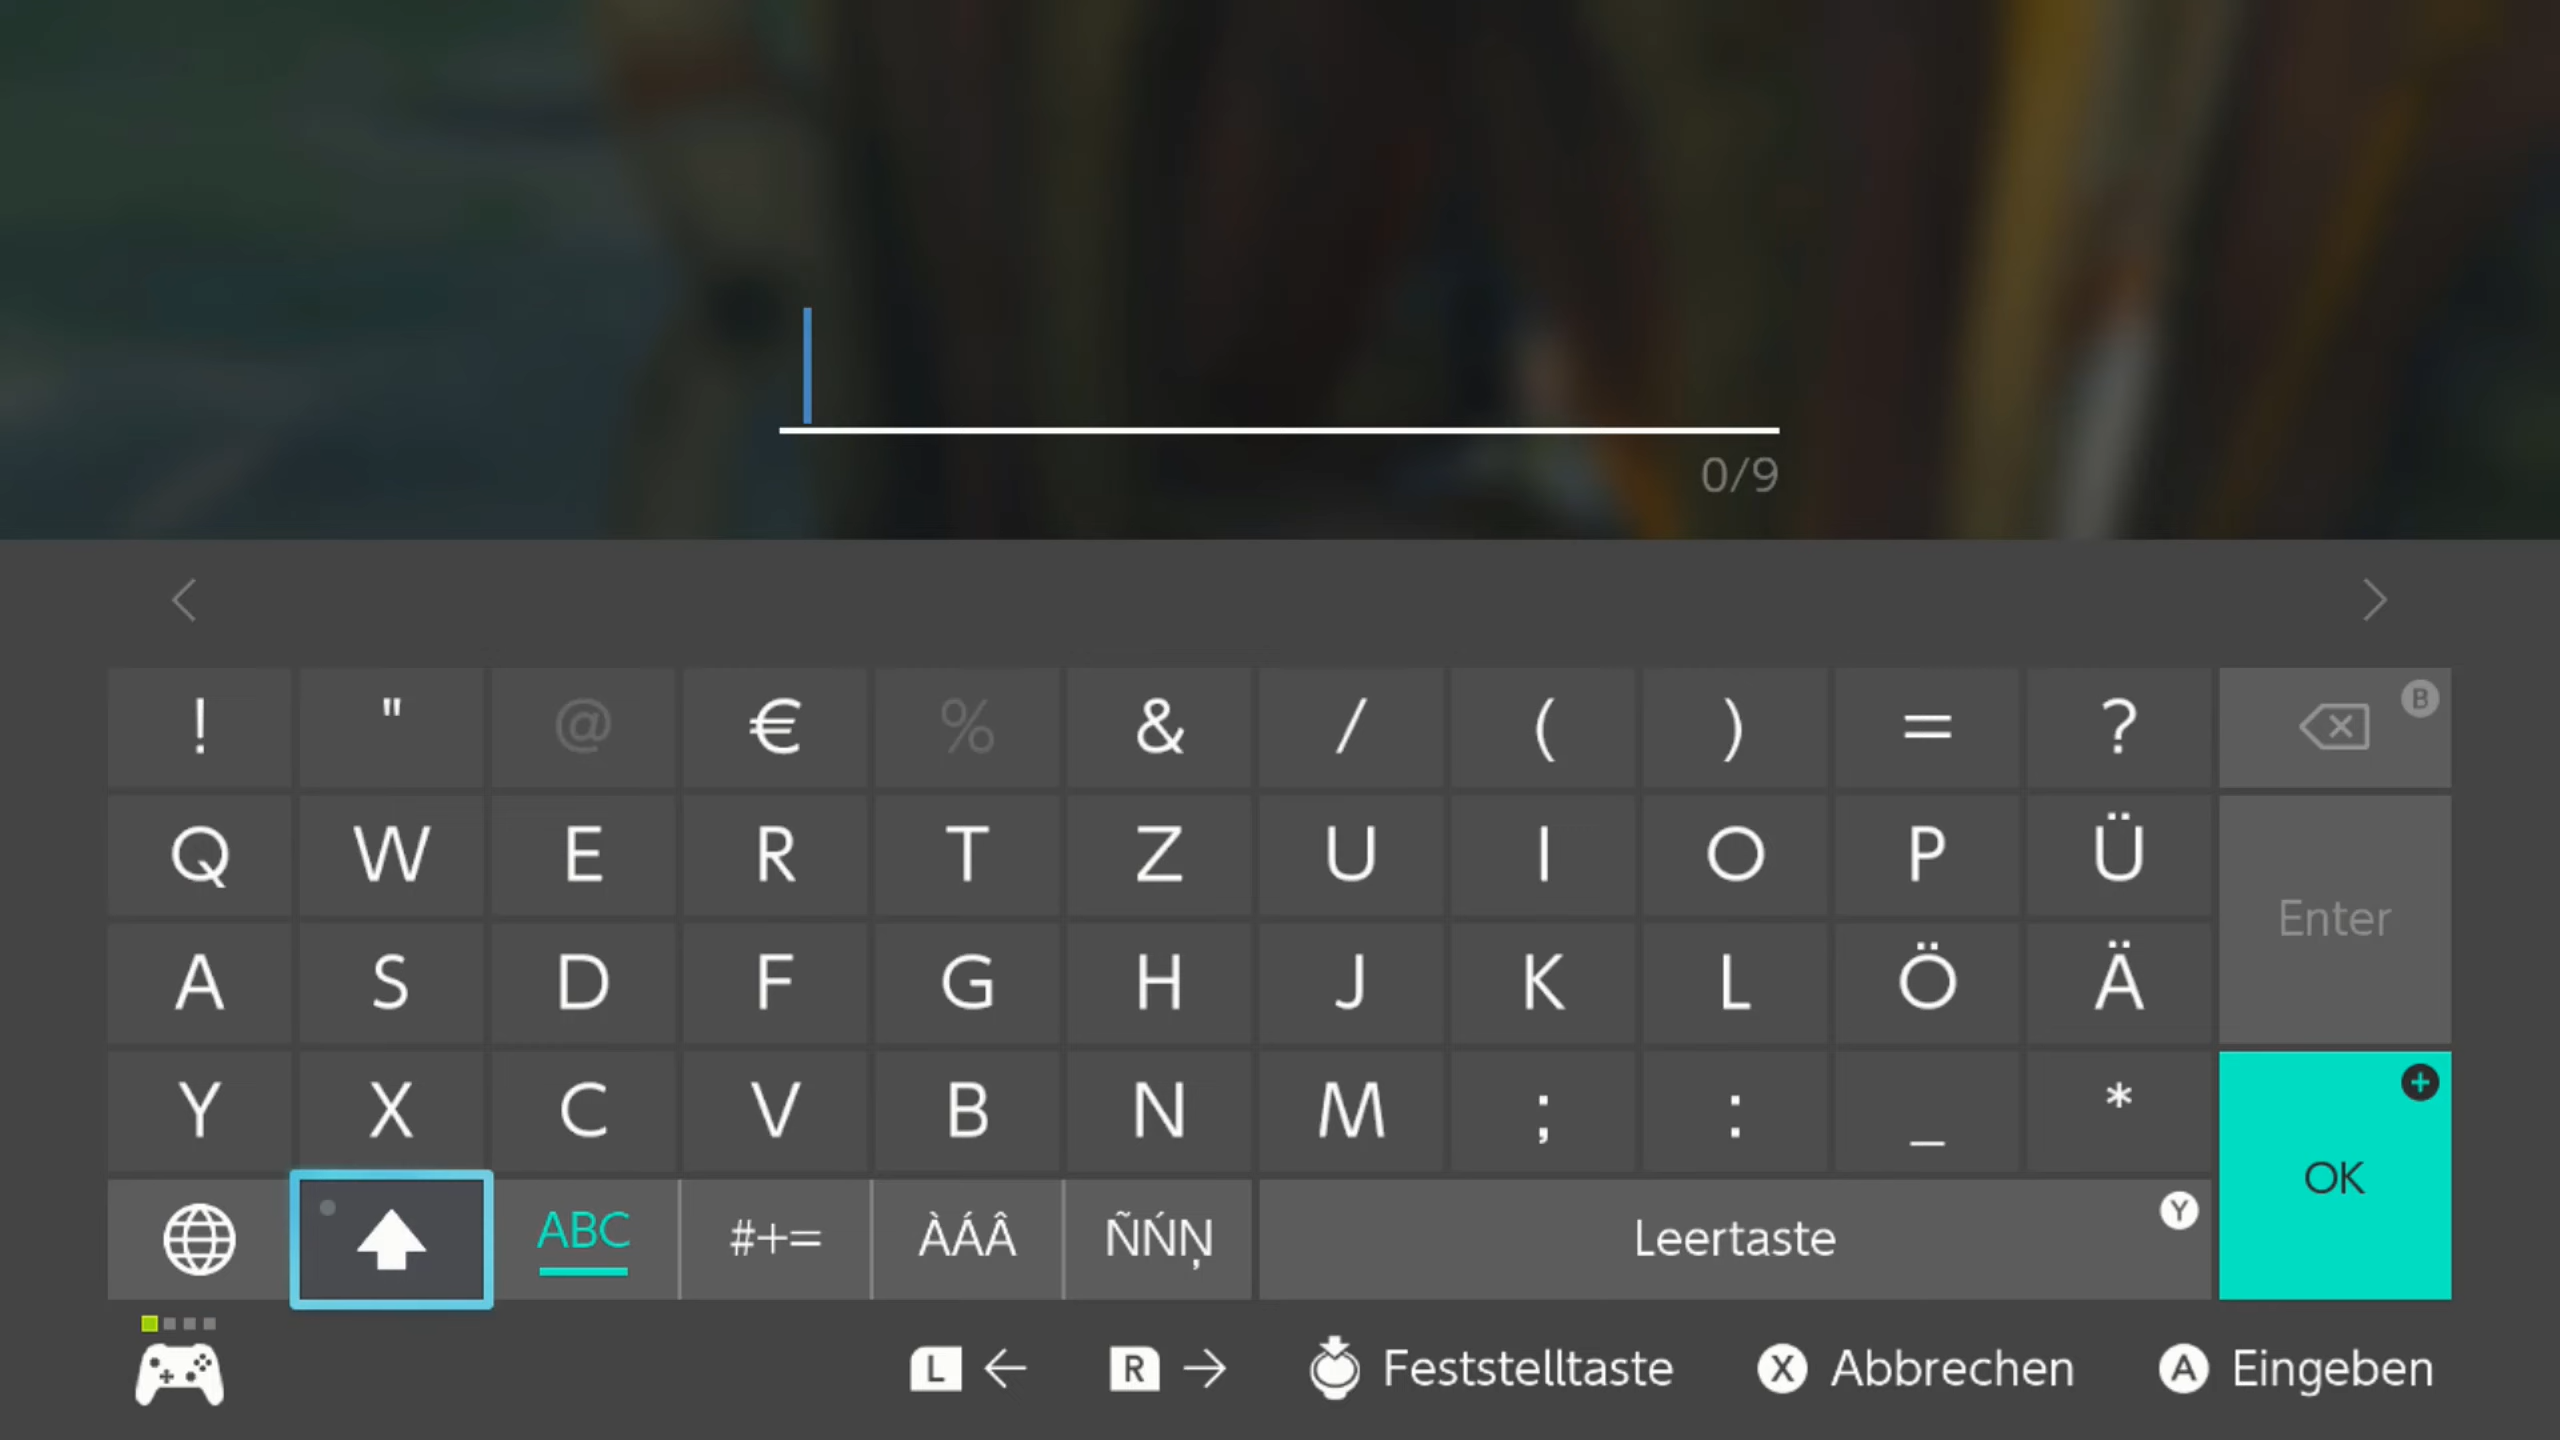 0/9
! " @ € % & / ( ) = ? B
Q W E R T Z U I O P Ü
Enter
A S D F G H J K L Ö Ä
Y X C V B N M ; : _ * +
OK
ABC #+= ÀÁÂ ÑŃŅ Leertaste Y
L ← R → Feststelltaste X Abbrechen A Eingeben